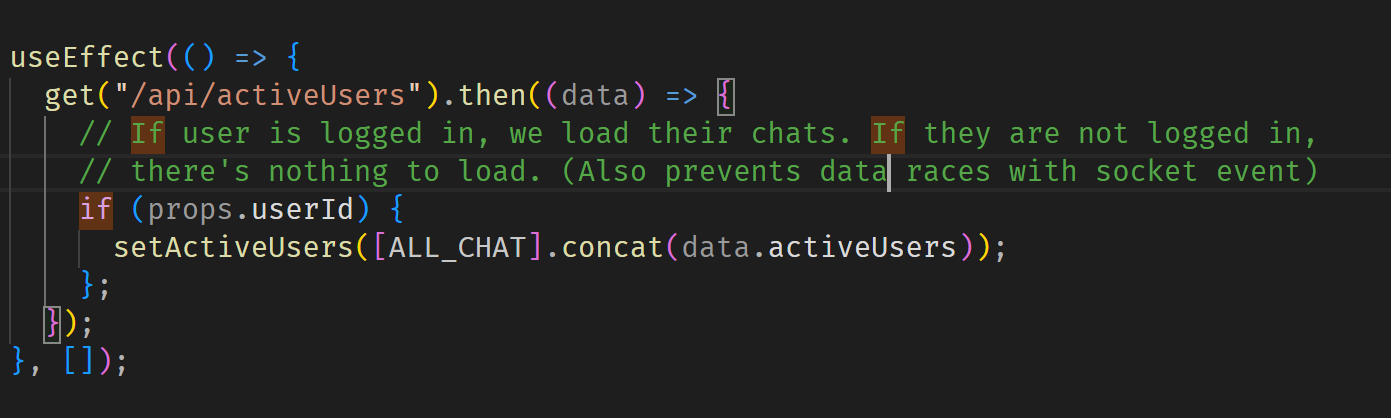 useEffect(() => {
  get("/api/activeUsers").then((data) => {
    // If user is logged in, we load their chats. If they are not logged in,
    // there's nothing to load. (Also prevents data races with socket event)
    if (props.userId) {
      setActiveUsers([ALL_CHAT].concat(data.activeUsers));
    };
  });
}, []);